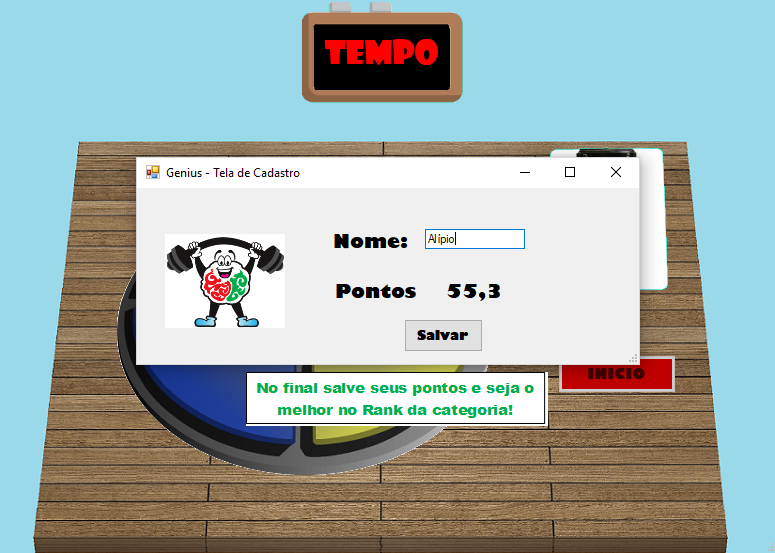 TEMPO
Genius - Tela de Cadastro
Nome: Alípio
Pontos 55,3
Salvar
INICIO
No final salve seus pontos e seja o
melhor no Rank da categoria!